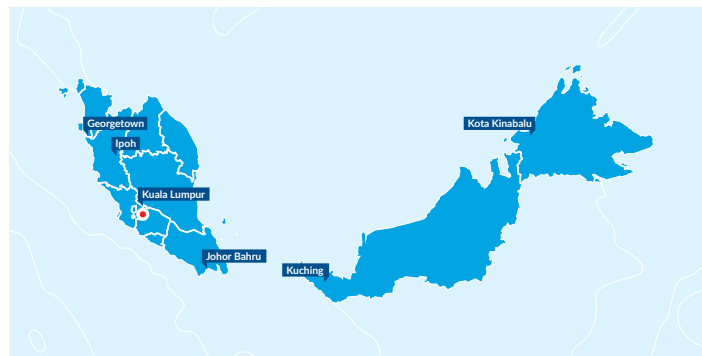 Georgetown
Kota Kinabalu
Ipoh
Kuala Lumpur
Johor Bahru
Kuching